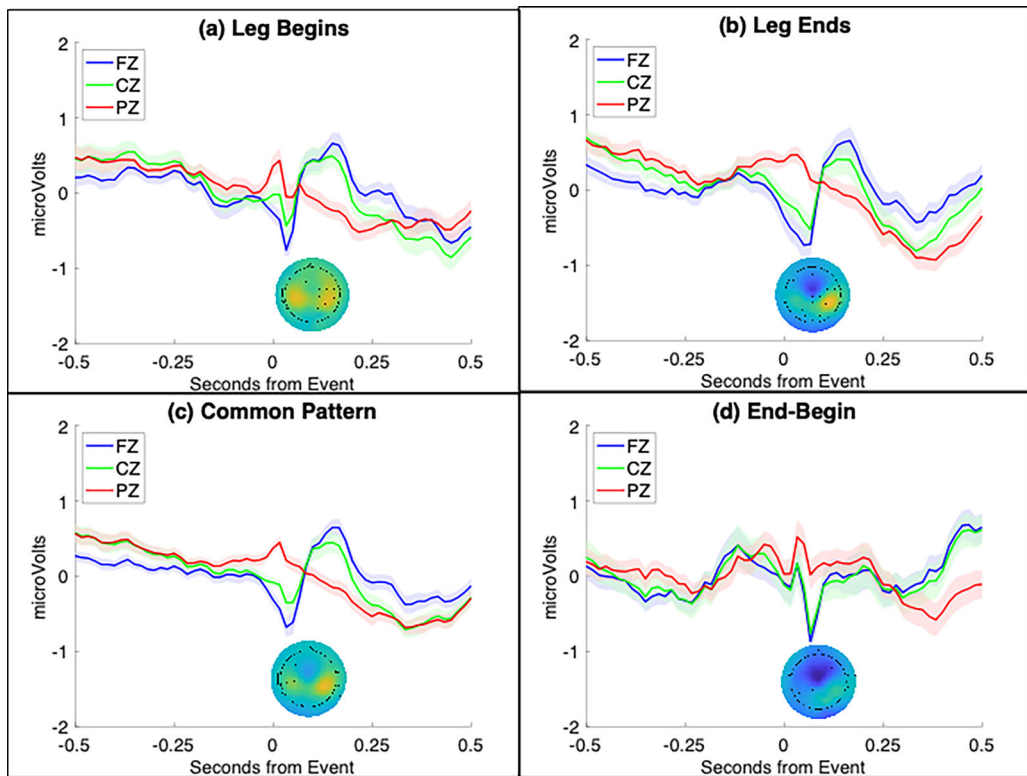 (a) Leg Begins
2
1
0
-1
-2
microVolts
FZ
CZ
PZ
-0.5
-0.25
0
0.25
0.5
Seconds from Event
(b) Leg Ends
2
1
0
-1
-2
microVolts
FZ
CZ
PZ
-0.5
-0.25
0
0.25
0.5
Seconds from Event
(c) Common Pattern
2
1
0
-1
-2
microVolts
FZ
CZ
PZ
-0.5
-0.25
0
0.25
0.5
Seconds from Event
(d) End-Begin
2
1
0
-1
-2
microVolts
FZ
CZ
PZ
-0.5
-0.25
0
0.25
0.5
Seconds from Event